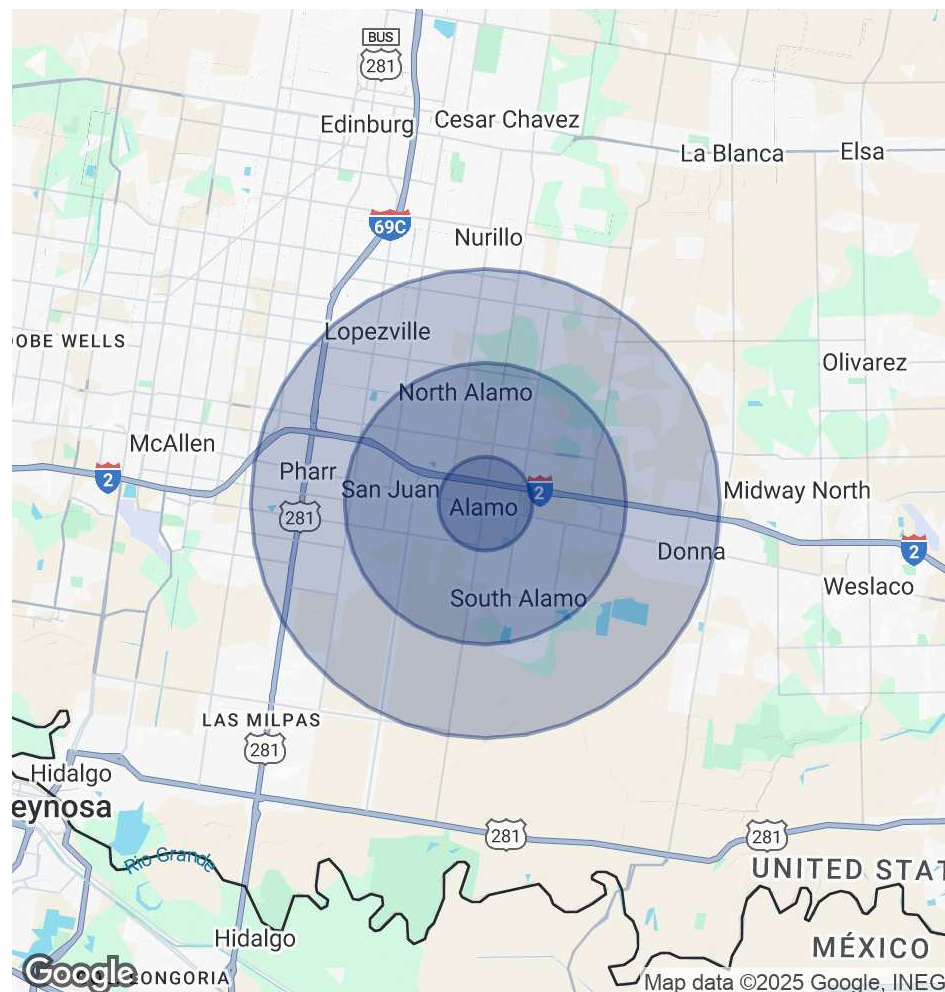 BUS
281
Edinburg
Cesar Chavez
La Blanca
Elsa
69C
Nurillo
Lopezville
OBE WELLS
Olivarez
North Alamo
McAllen
2
Pharr
San Juan
2
Midway North
281
Alamo
Donna
2
Weslaco
South Alamo
LAS MILPAS
281
Hidalgo
eynosa
281
281
Rio Grande
UNITED STAT
Hidalgo
MÉXICO
Google
CONGORIA
Map data ©2025 Google, INEG